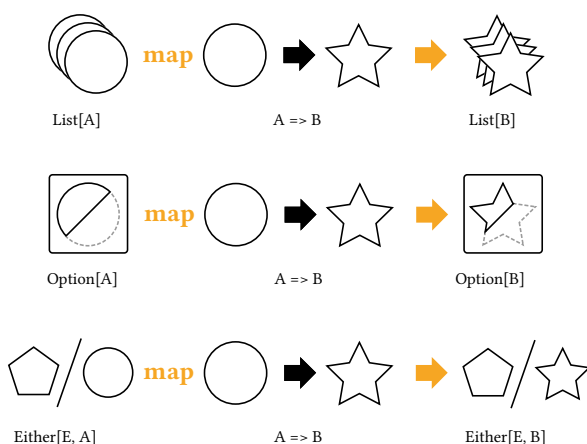 map
List[A] A => B List[B]
map
Option[A] A => B Option[B]
map
Either[E, A] A => B Either[E, B]